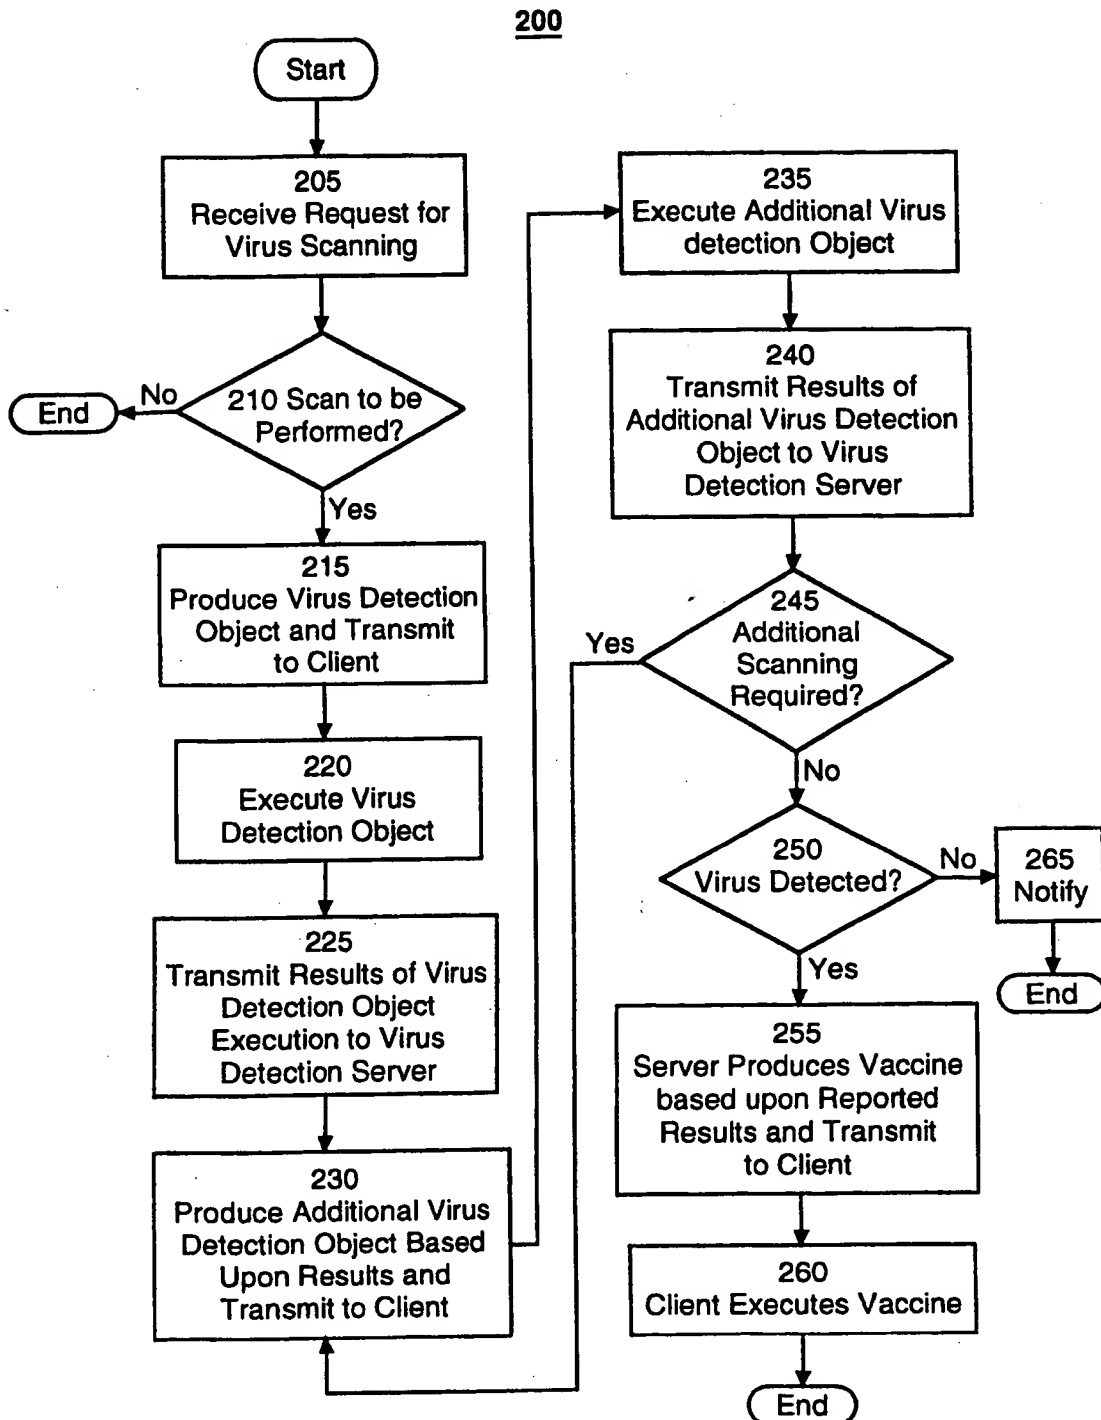 200
Start
205
Receive Request for
Virus Scanning
210 Scan to be
Performed?
No
End
Yes
215
Produce Virus Detection
Object and Transmit
to Client
220
Execute Virus
Detection Object
225
Transmit Results of Virus
Detection Object
Execution to Virus
Detection Server
230
Produce Additional Virus
Detection Object Based
Upon Results and
Transmit to Client
235
Execute Additional Virus
detection Object
240
Transmit Results of
Additional Virus Detection
Object to Virus
Detection Server
245
Additional
Scanning
Required?
Yes
No
250
Virus Detected?
No
265
Notify
End
Yes
255
Server Produces Vaccine
based upon Reported
Results and Transmit
to Client
260
Client Executes Vaccine
End